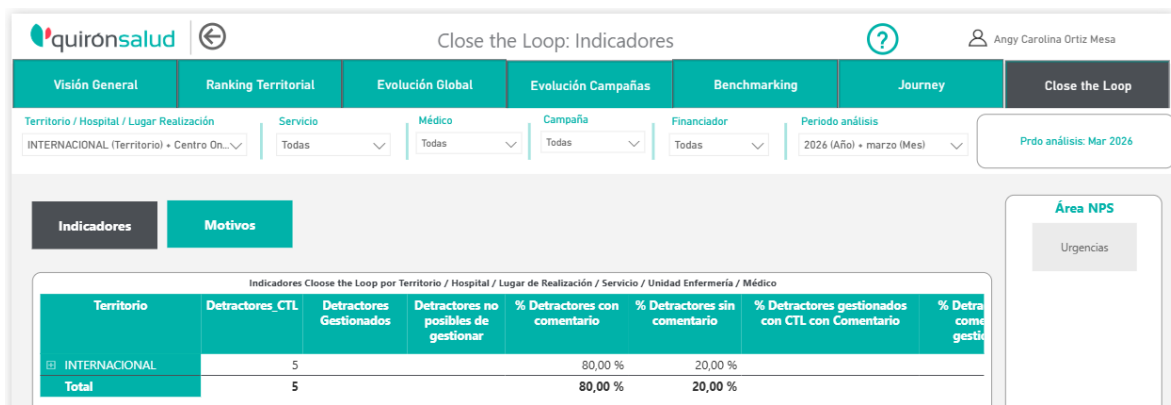 quirónsalud
Close the Loop: Indicadores
?
Angy Carolina Ortiz Mesa
Visión General
Ranking Territorial
Evolución Global
Evolución Campañas
Benchmarking
Journey
Close the Loop
Territorio / Hospital / Lugar Realización
INTERNACIONAL (Territorio) + Centro On...
Servicio
Todas
Médico
Todas
Campaña
Todas
Financiador
Todas
Periodo análisis
2026 (Año) + marzo (Mes)
Prdo análisis: Mar 2026
Indicadores
Motivos
Área NPS
Urgencias
Indicadores Cloose the Loop por Territorio / Hospital / Lugar de Realización / Servicio / Unidad Enfermería / Médico
Territorio
Detractores_CTL
Detractores
Gestionados
Detractores no
posibles de
gestionar
% Detractores con
comentario
% Detractores sin
comentario
% Detractores gestionados
con CTL con Comentario
% Detra
come
gestic
INTERNACIONAL 5 80,00 % 20,00 %
Total 5 80,00 % 20,00 %